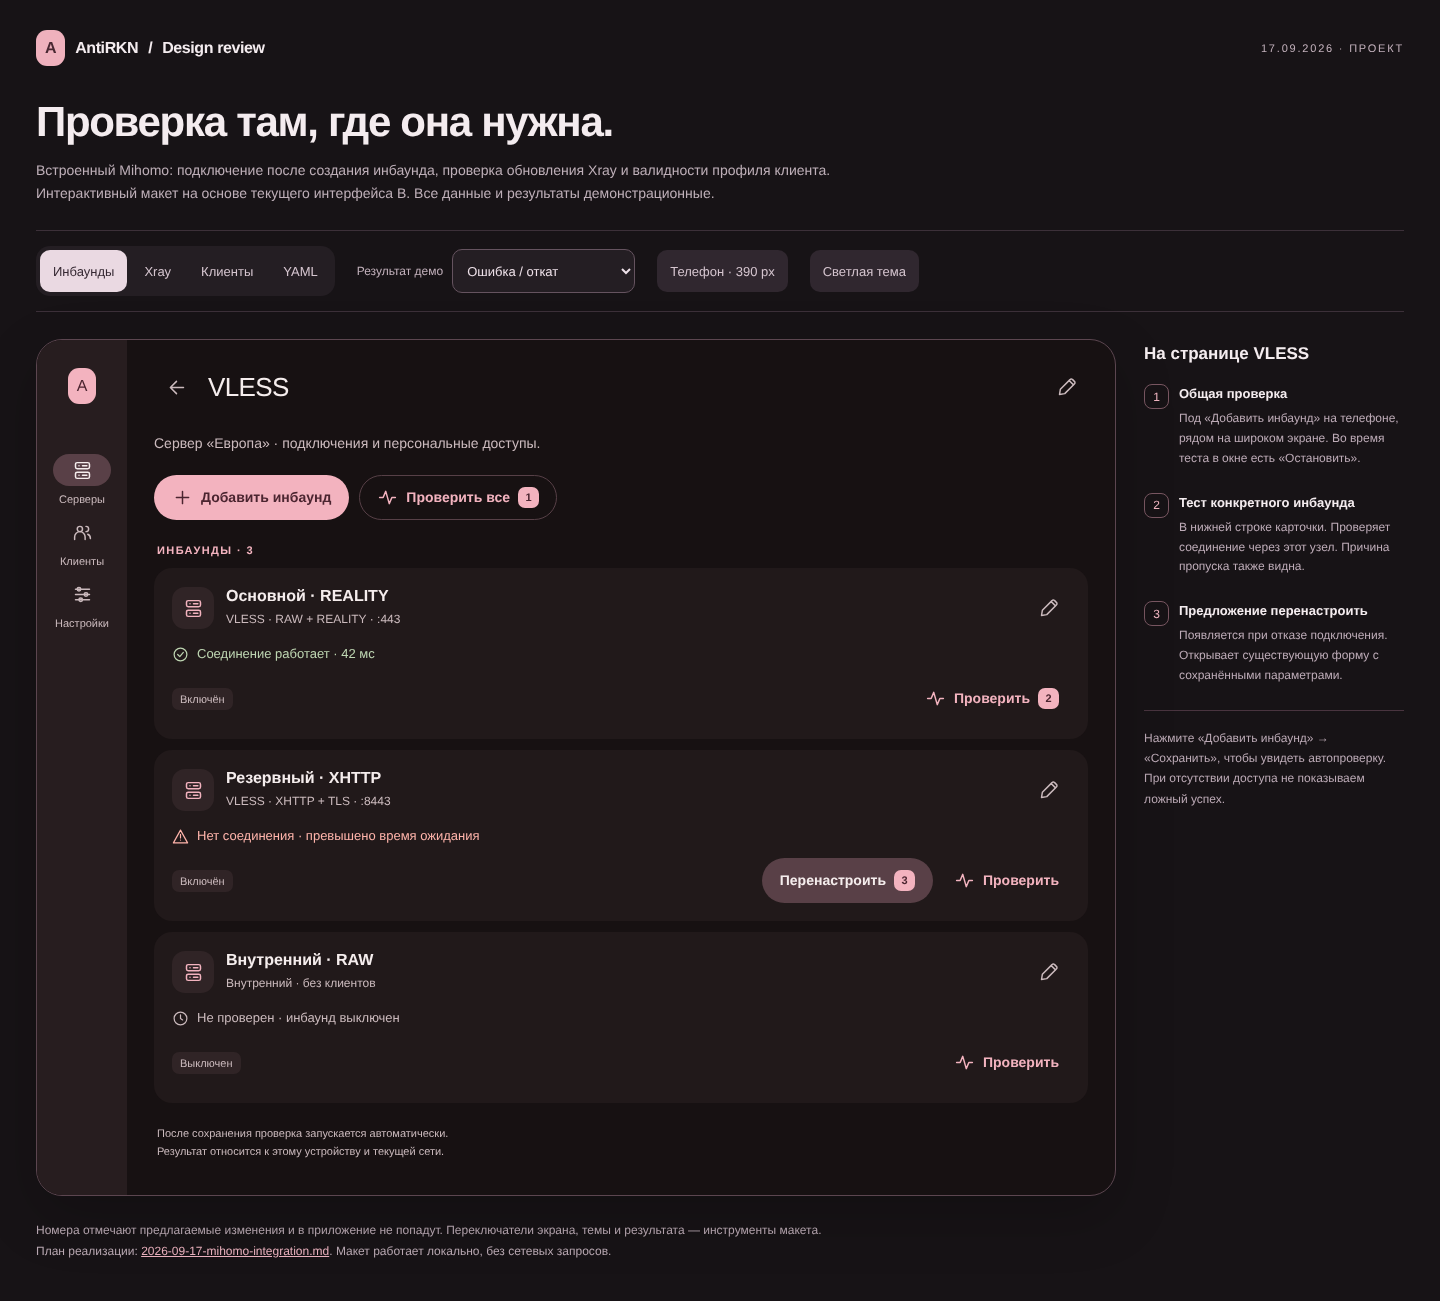 A AntiRKN / Design review
17.09.2026 · ПРОЕКТ
Проверка там, где она нужна.
Встроенный Mihomo: подключение после создания инбаунда, проверка обновления Xray и валидности профиля клиента.
Интерактивный макет на основе текущего интерфейса B. Все данные и результаты демонстрационные.
Инбаунды Xray Клиенты YAML Результат демо Ошибка / откат Телефон · 390 px Светлая тема
A
Серверы
Клиенты
Настройки
VLESS
Сервер «Европа» · подключения и персональные доступы.
Добавить инбаунд Проверить все 1
ИНБАУНДЫ · 3
Основной · REALITY
VLESS · RAW + REALITY · :443
Соединение работает · 42 мс
Включён Проверить 2
Резервный · XHTTP
VLESS · XHTTP + TLS · :8443
Нет соединения · превышено время ожидания
Включён Перенастроить 3 Проверить
Внутренний · RAW
Внутренний · без клиентов
Не проверен · инбаунд выключен
Выключен Проверить
После сохранения проверка запускается автоматически.
Результат относится к этому устройству и текущей сети.
На странице VLESS
1 Общая проверка
Под «Добавить инбаунд» на телефоне,
рядом на широком экране. Во время
теста в окне есть «Остановить».
2 Тест конкретного инбаунда
В нижней строке карточки. Проверяет
соединение через этот узел. Причина
пропуска также видна.
3 Предложение перенастроить
Появляется при отказе подключения.
Открывает существующую форму с
сохранёнными параметрами.
Нажмите «Добавить инбаунд» →
«Сохранить», чтобы увидеть автопроверку.
При отсутствии доступа не показываем
ложный успех.
Номера отмечают предлагаемые изменения и в приложение не попадут. Переключатели экрана, темы и результата — инструменты макета.
План реализации: 2026-09-17-mihomo-integration.md. Макет работает локально, без сетевых запросов.